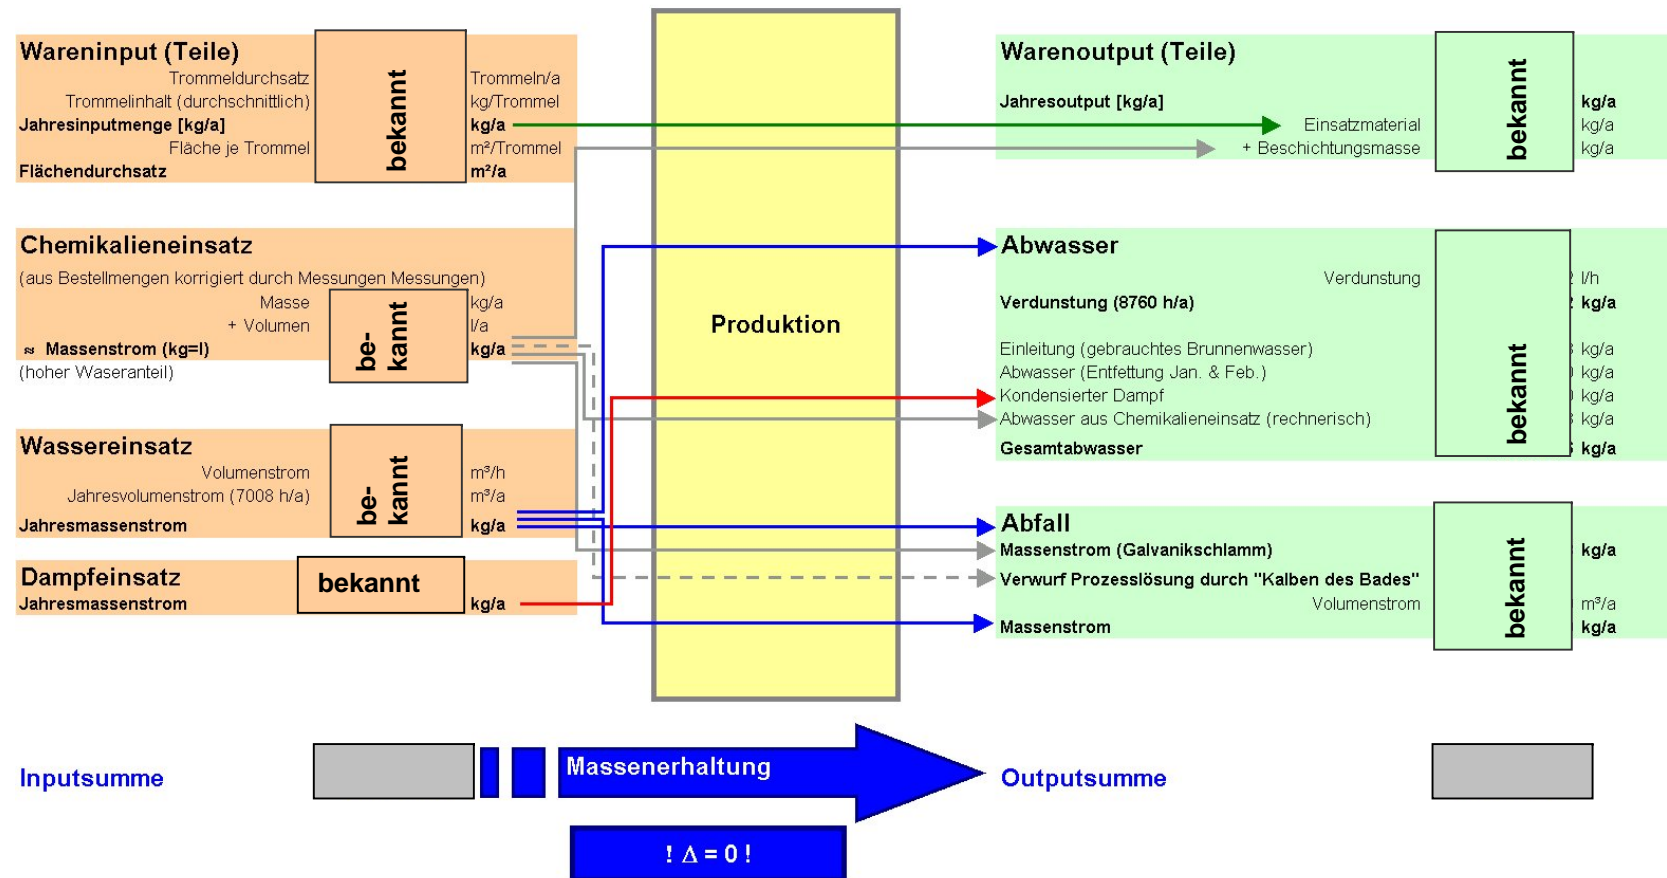 Wareninput (Teile)
Trommeldurchsatz Trommeln/a
Trommelinhalt (durchschnittlich) kg/Trommel
Jahresinputmenge [kg/a] kg/a
Fläche je Trommel m²/Trommel
Flächendurchsatz m²/a
bekannt
Chemikalieneinsatz
(aus Bestellmengen korrigiert durch Messungen Messungen)
Masse kg/a
+ Volumen l/a
≈ Massenstrom (kg=l) kg/a
(hoher Waseranteil)
be-
kannt
Wassereinsatz
Volumenstrom m³/h
Jahresvolumenstrom (7008 h/a) m³/a
Jahresmassenstrom kg/a
be-
kannt
Dampfeinsatz
bekannt
Jahresmassenstrom kg/a
Produktion
Warenoutput (Teile)
Jahresoutput [kg/a] kg/a
Einsatzmaterial kg/a
+ Beschichtungsmasse kg/a
bekannt
Abwasser
Verdunstung l/h
Verdunstung (8760 h/a) kg/a
Einleitung (gebrauchtes Brunnenwasser) kg/a
Abwasser (Entfettung Jan. & Feb.) kg/a
Kondensierter Dampf kg/a
Abwasser aus Chemikalieneinsatz (rechnerisch) kg/a
Gesamtabwasser kg/a
bekannt
Abfall
Massenstrom (Galvanikschlamm) kg/a
Verwurf Prozesslösung durch "Kalben des Bades"
Volumenstrom m³/a
Massenstrom kg/a
bekannt
Inputsumme
Massenerhaltung
Outputsumme
! Δ = 0 !